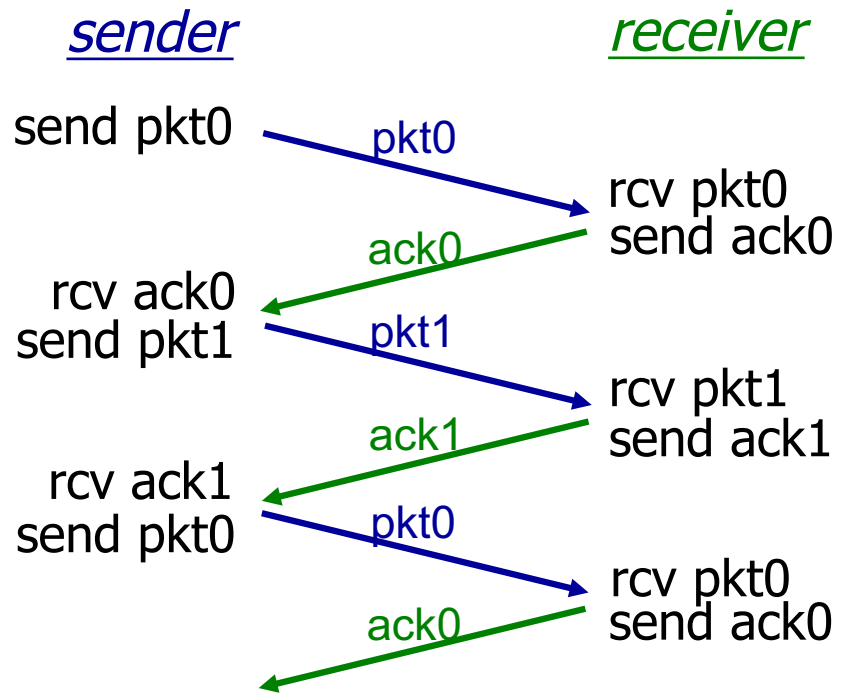 sender
receiver
send pkt0
pkt0
rcv pkt0
send ack0
ack0
rcv ack0
send pkt1
pkt1
rcv pkt1
send ack1
ack1
rcv ack1
send pkt0
pkt0
rcv pkt0
send ack0
ack0